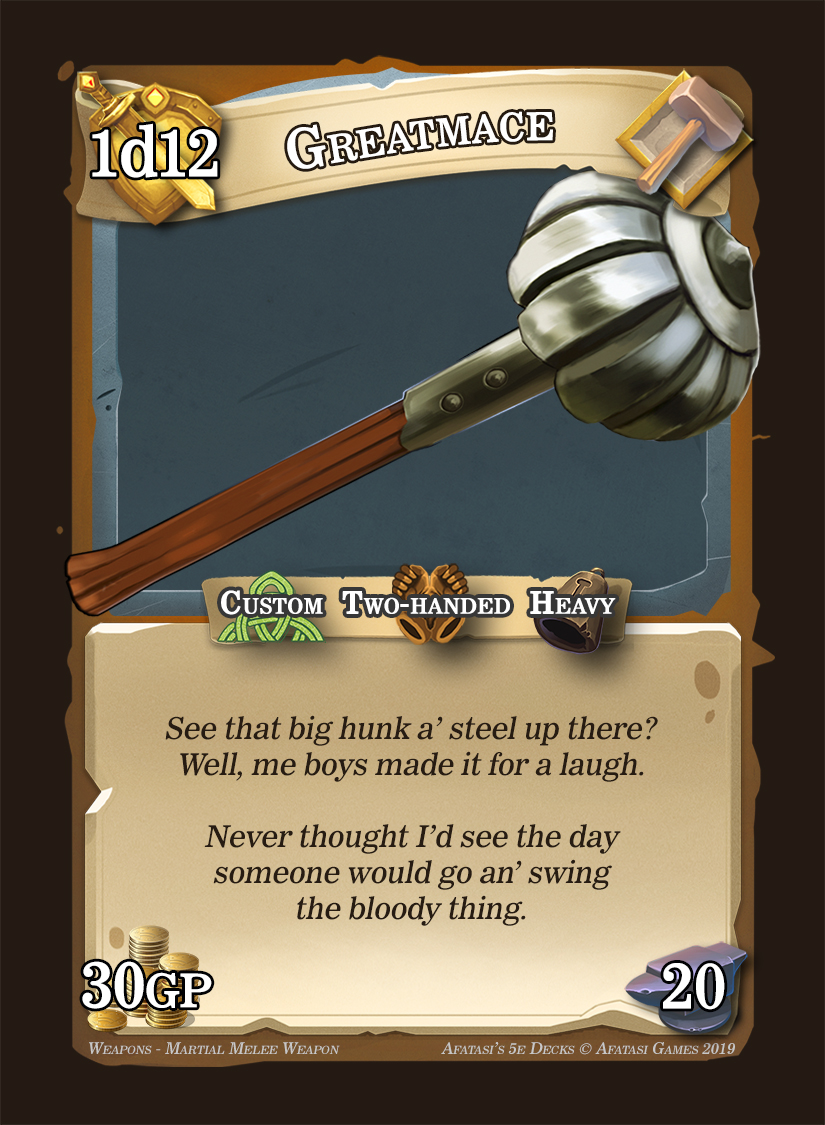 1d12
Greatmace
Custom Two-handed Heavy
See that big hunk a’ steel up there?
Well, me boys made it for a laugh.
Never thought I’d see the day
someone would go an’ swing
the bloody thing.
30GP
20
Weapons - Martial Melee Weapon
Afatasi’s 5e Decks © Afatasi Games 2019